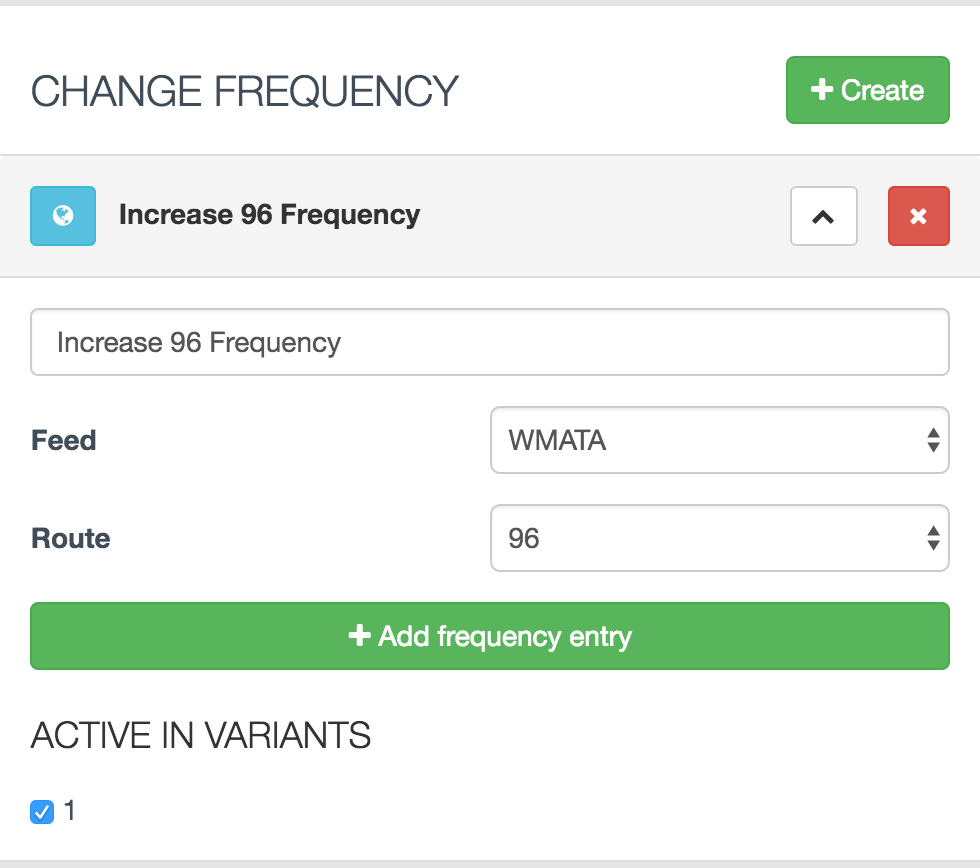 CHANGE FREQUENCY
Create
Increase 96 Frequency
Increase 96 Frequency
Feed
WMATA
Route
96
Add frequency entry
ACTIVE IN VARIANTS
1